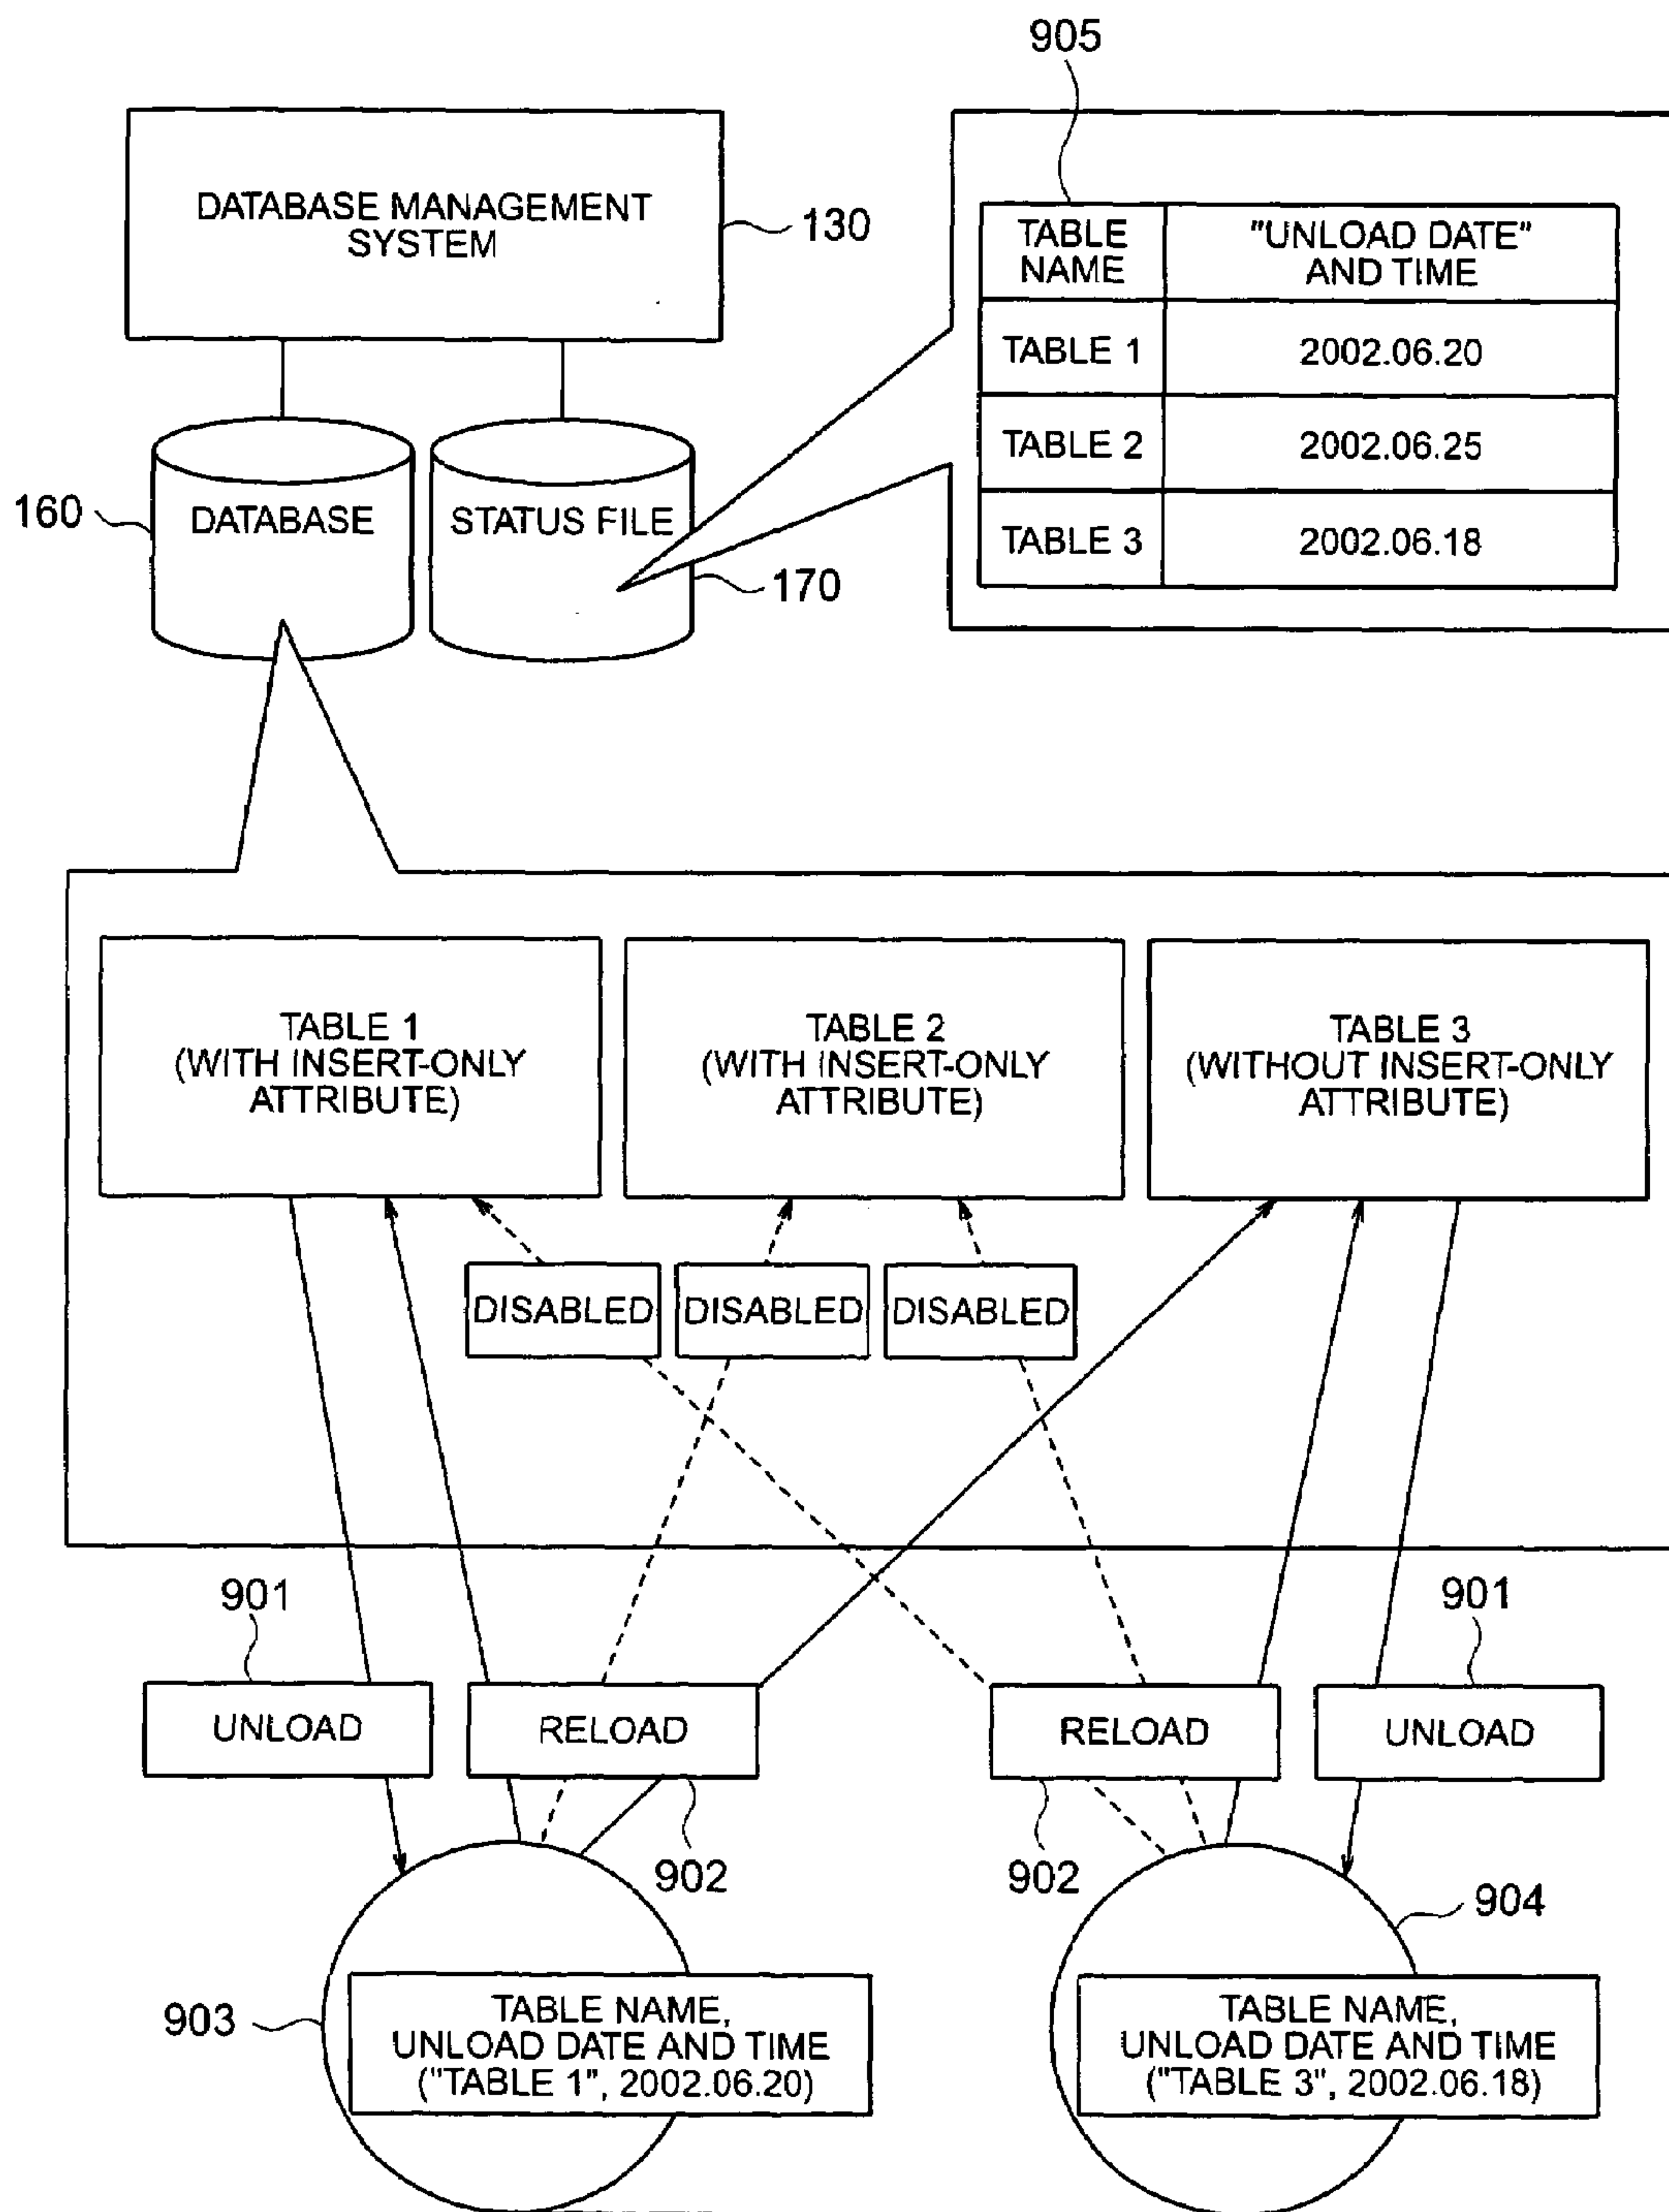 905
DATABASE MANAGEMENT
SYSTEM
130
TABLE
NAME
"UNLOAD DATE"
AND TIME
TABLE 1
2002.06.20
TABLE 2
2002.06.25
TABLE 3
2002.06.18
160
DATABASE
STATUS FILE
170
TABLE 1
(WITH INSERT-ONLY
ATTRIBUTE)
TABLE 2
(WITH INSERT-ONLY
ATTRIBUTE)
TABLE 3
(WITHOUT INSERT-ONLY
ATTRIBUTE)
DISABLED
DISABLED
DISABLED
901
901
UNLOAD
RELOAD
RELOAD
UNLOAD
902
902
904
903
TABLE NAME,
UNLOAD DATE AND TIME
("TABLE 1", 2002.06.20)
TABLE NAME,
UNLOAD DATE AND TIME
("TABLE 3", 2002.06.18)